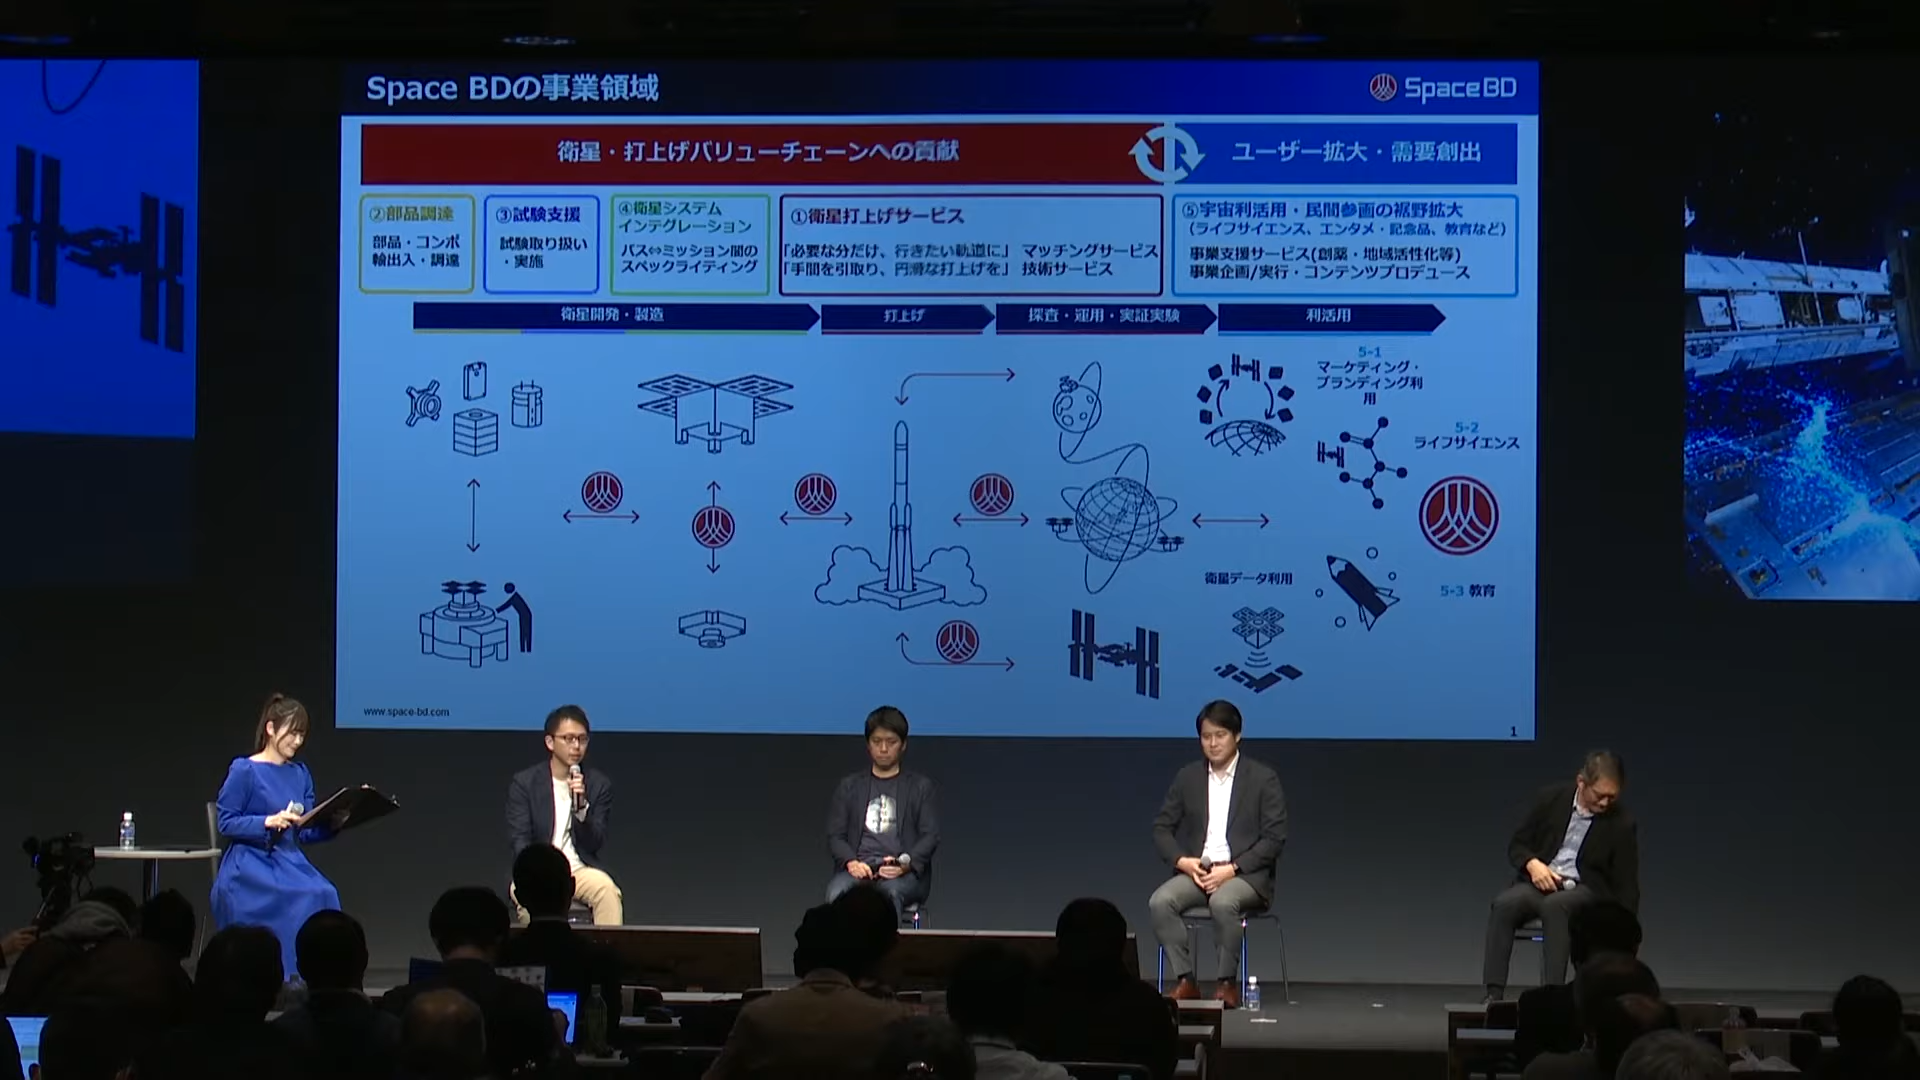 Space BDの事業領域
SpaceBD
衛星・打上げバリューチェーンへの貢献
ユーザー拡大・需要創出
②部品調達
部品・コンポ
輸出入・調達
③試験支援
試験取り扱い
・実施
④衛星システム
インテグレーション
バス⇔ミッション間の
スペックライティング
①衛星打上げサービス
「必要な分だけ、行きたい軌道に」 マッチングサービス
「手間を引取り、円滑な打上げを」 技術サービス
⑤宇宙利活用・民間参画の裾野拡大
(ライフサイエンス、エンタメ・記念品、教育など)
事業支援サービス(創薬・地域活性化等)
事業企画/実行・コンテンツプロデュース
衛星開発・製造
打上げ
探査・運用・実証実験
利活用
5-1
マーケティング・
ブランディング利
用
5-2
ライフサイエンス
衛星データ利用
5-3 教育
www.space-bd.com
1